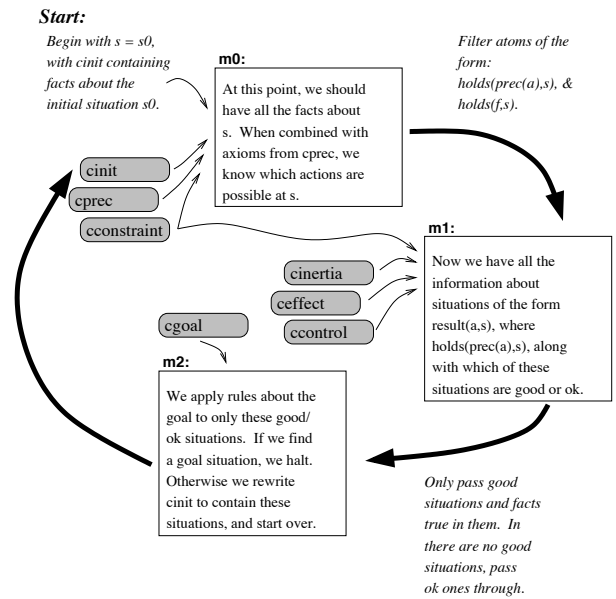 Start:
Begin with s = s0,
with cinit containing
facts about the
initial situation s0.
m0:
At this point, we should
have all the facts about
s. When combined with
axioms from cprec, we
know which actions are
possible at s.
Filter atoms of the
form:
holds(prec(a),s), &
holds(f,s).
cinit
cprec
cconstraint
m1:
Now we have all the
information about
situations of the form
result(a,s), where
holds(prec(a),s), along
with which of these
situations are good or ok.
cinertia
ceffect
ccontrol
cgoal
m2:
We apply rules about the
goal to only these good/
ok situations. If we find
a goal situation, we halt.
Otherwise we rewrite
cinit to contain these
situations, and start over.
Only pass good
situations and facts
true in them. In
there are no good
situations, pass
ok ones through.